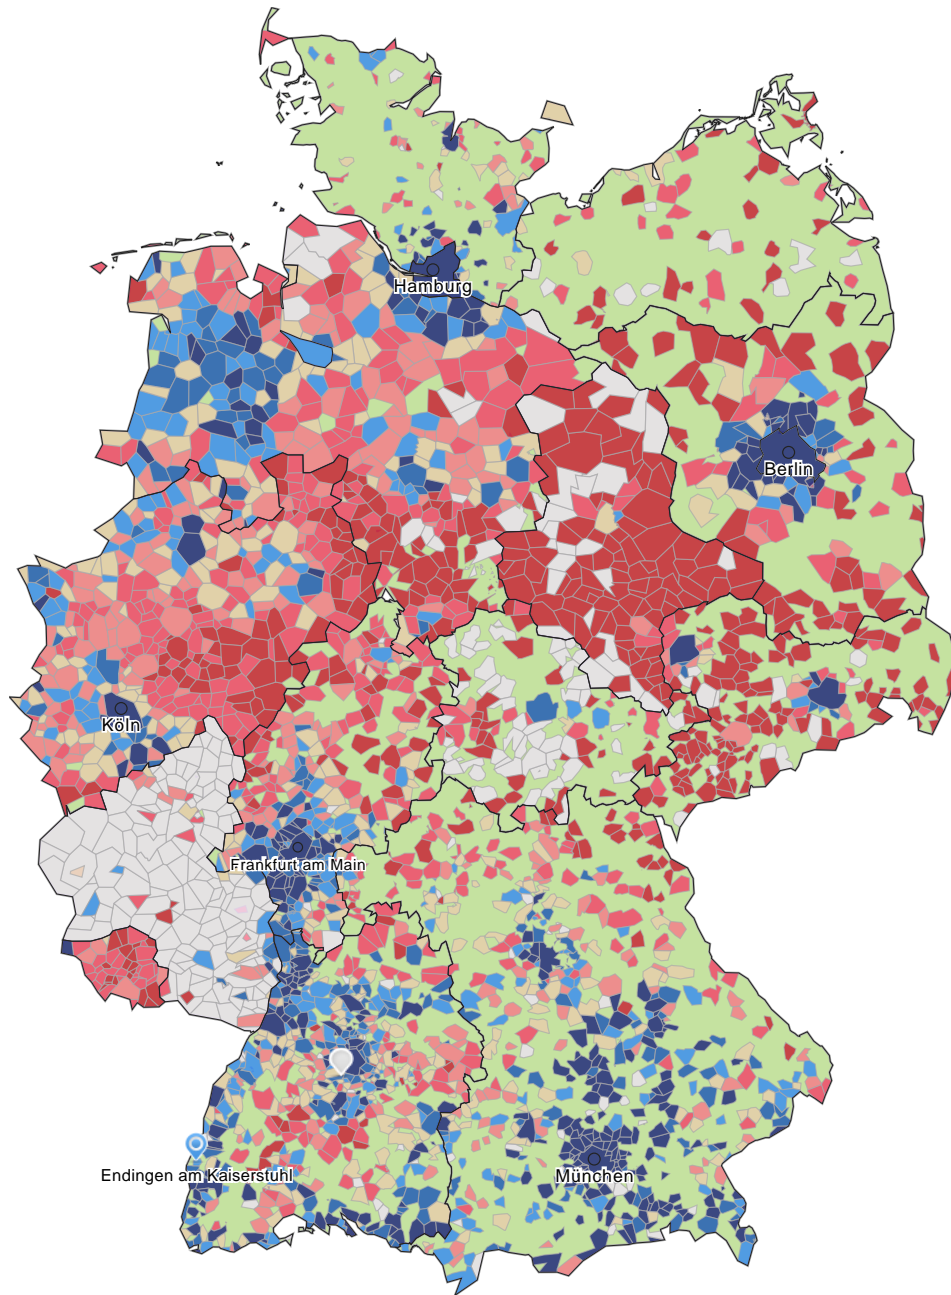 Hamburg
Berlin
Köln
Frankfurt am Main
Endingen am Kaiserstuhl
München